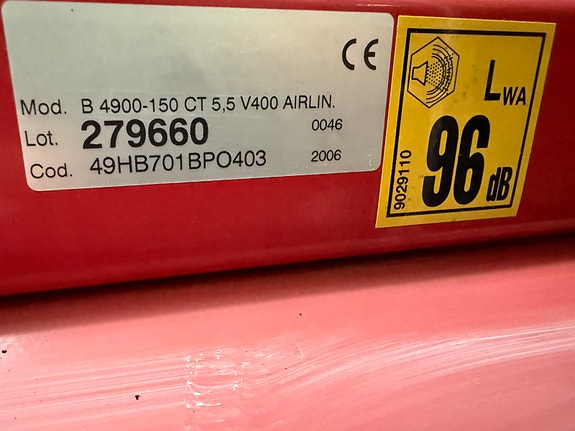 CE
Mod. B 4900-150 CT 5,5 V400 AIRLIN.
Lot. 279660 0046
Cod. 49HB701BPO403 2006
LWA
96 dB
9029110